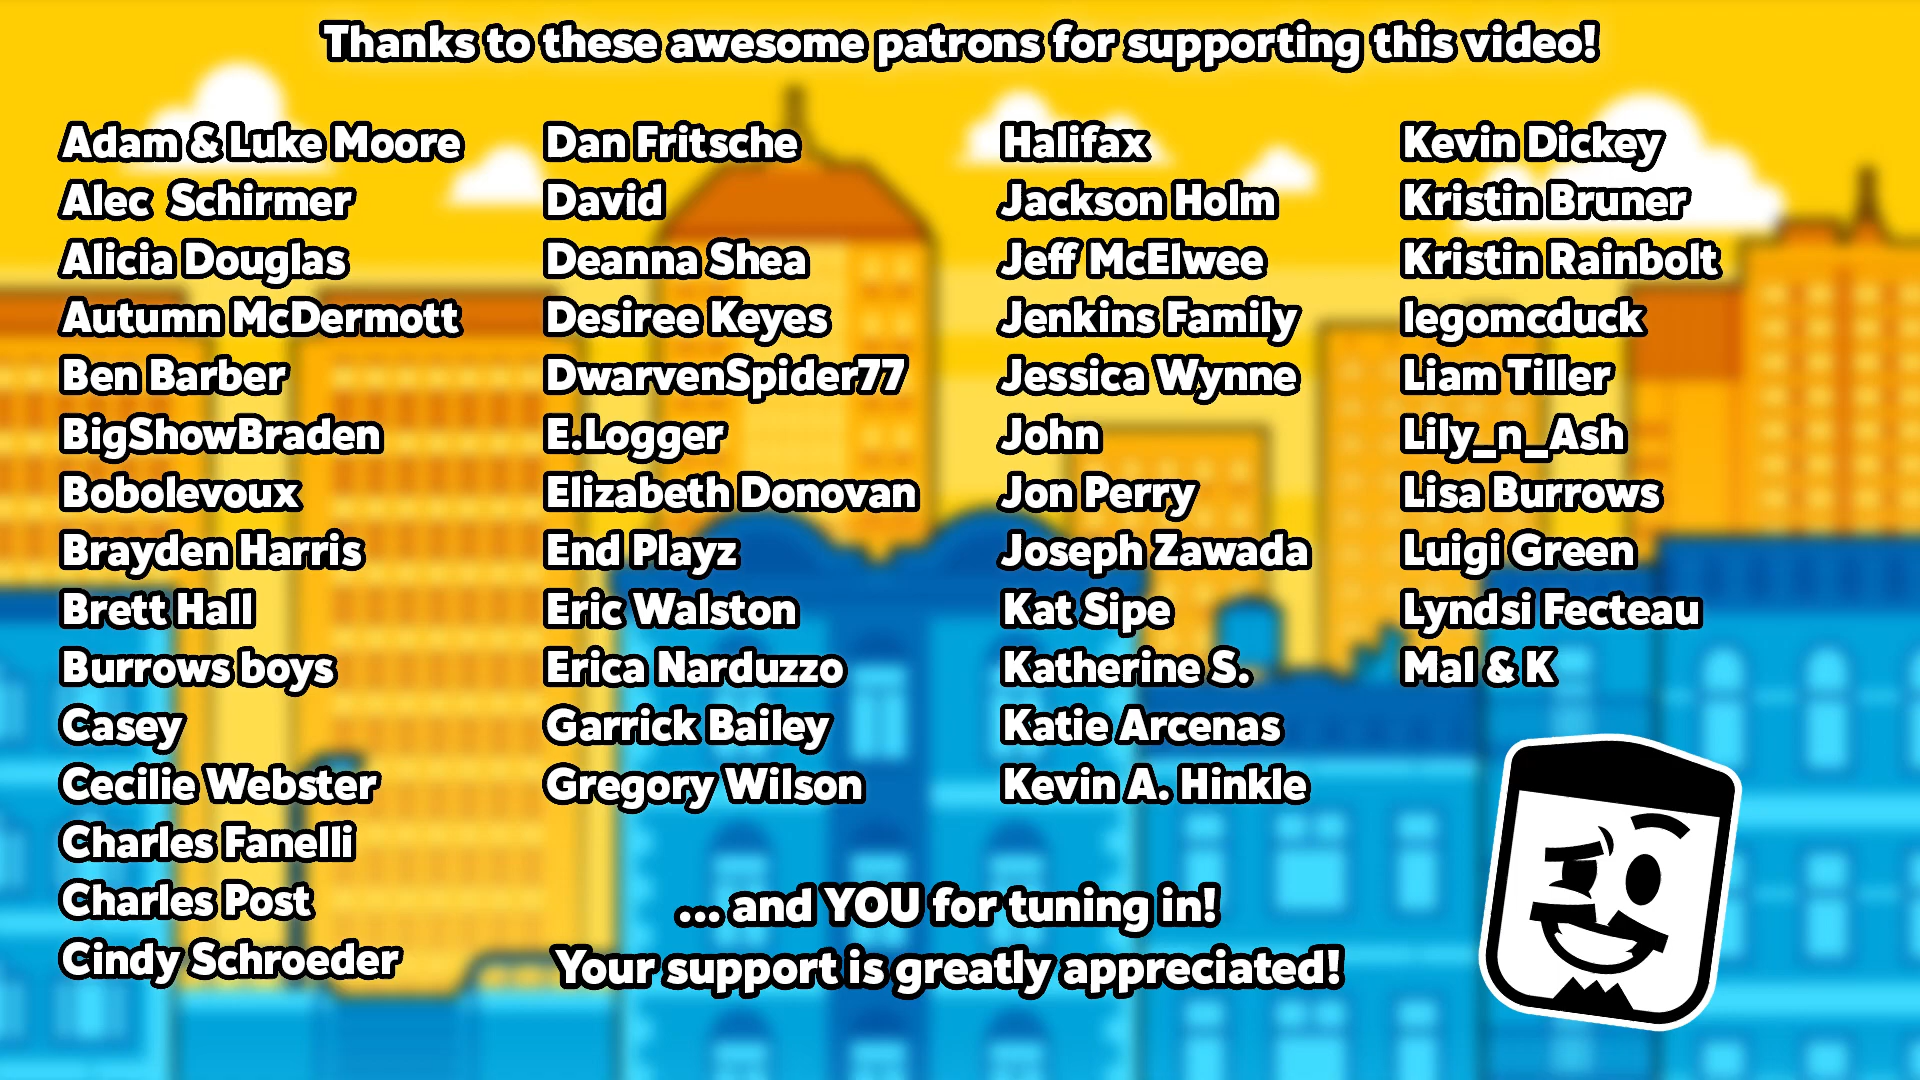 Thanks to these awesome patrons for supporting this video!
Adam & Luke Moore
Alec  Schirmer
Alicia Douglas
Autumn McDermott
Ben Barber
BigShowBraden
Bobolevoux
Brayden Harris
Brett Hall
Burrows boys
Casey
Cecilie Webster
Charles Fanelli
Charles Post
Cindy Schroeder
Dan Fritsche
David
Deanna Shea
Desiree Keyes
DwarvenSpider77
E.Logger
Elizabeth Donovan
End Playz
Eric Walston
Erica Narduzzo
Garrick Bailey
Gregory Wilson
Halifax
Jackson Holm
Jeff McElwee
Jenkins Family
Jessica Wynne
John
Jon Perry
Joseph Zawada
Kat Sipe
Katherine S.
Katie Arcenas
Kevin A. Hinkle
Kevin Dickey
Kristin Bruner
Kristin Rainbolt
legomcduck
Liam Tiller
Lily_n_Ash
Lisa Burrows
Luigi Green
Lyndsi Fecteau
Mal & K
... and YOU for tuning in!
Your support is greatly appreciated!